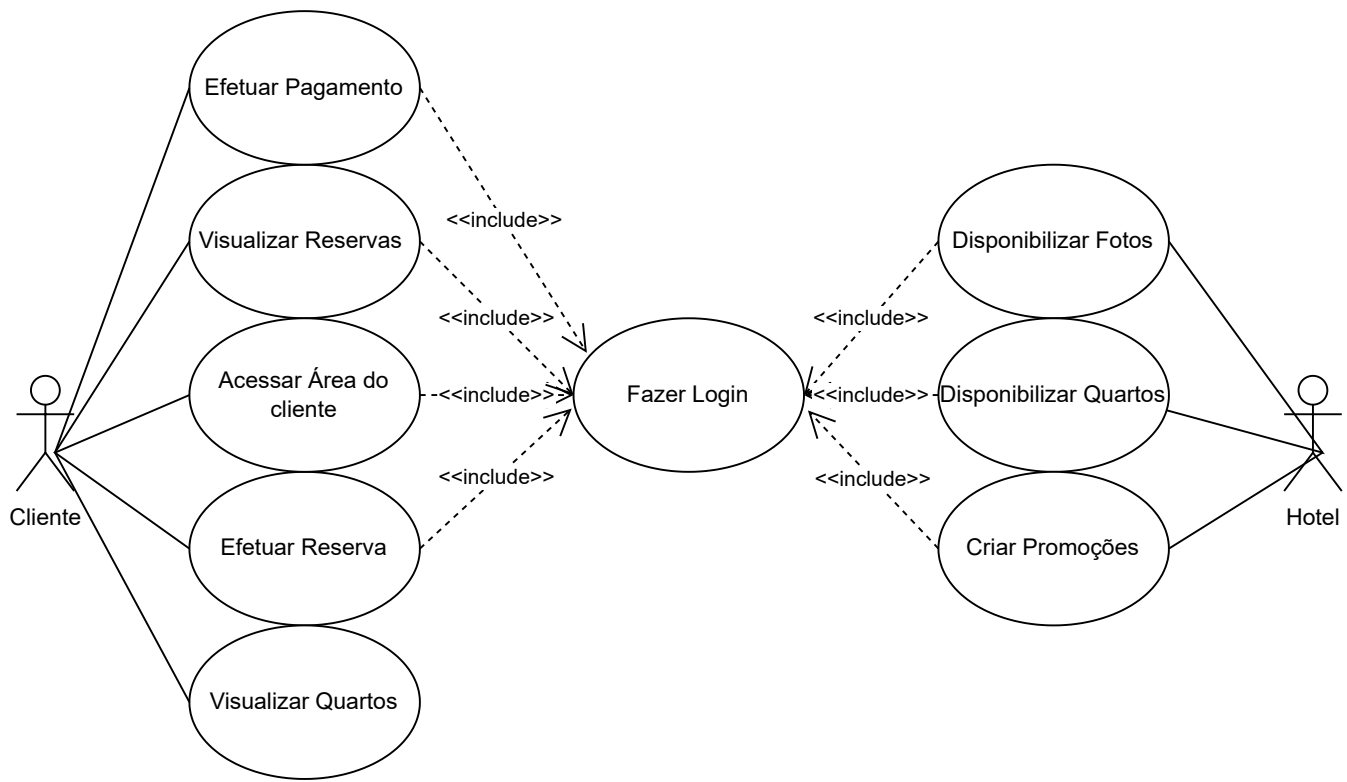 Efetuar Pagamento
<<include>>
Visualizar Reservas
Disponibilizar Fotos
<<include>>
<<include>>
Acessar Área do
cliente
<<include>>
Fazer Login
<<include>>
Disponibilizar Quartos
<<include>>
<<include>>
Cliente
Hotel
Efetuar Reserva
Criar Promoções
Visualizar Quartos